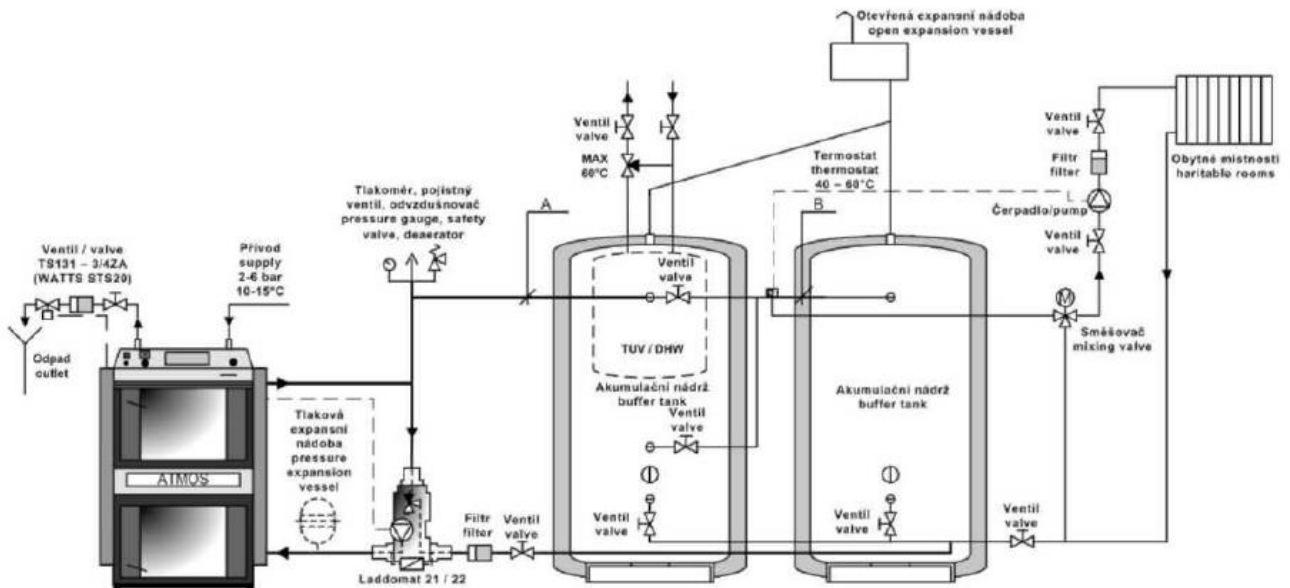 Otevřená expansní nádoba
open expansion vessel
Ventil
valve
MAX
60°C
Termostat
thermostat
40 – 60°C
Ventil
valve
Filtr
filter
L
Čerpadlo/pump
Ventil
valve
Obytné místnosti
haritable rooms
Tlakoměr, pojistný
ventil, odvzdušnovač
pressure gauge, safety
valve, deaerator
A
B
Ventil / valve
TS131 – 3/4ZA
(WATTS STS20)
Přívod
supply
2-6 bar
10-15°C
Odpad
outlet
Ventil
valve
M
Směšovač
mixing valve
TUV / DHW
Akumulační nádrž
buffer tank
Akumulační nádrž
buffer tank
Ventil
valve
Tlaková
expansní
nádoba
pressure
expansion
vessel
ATMOS
Filtr
filter
Ventil
valve
Ventil
valve
Ventil
valve
Ventil
valve
Laddomat 21 / 22